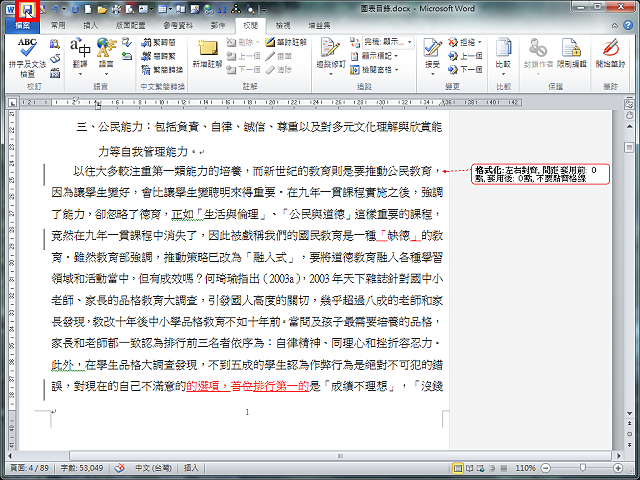 圖表目錄.docx - Microsoft Word
檔案 常用 插入 版面配置 參考資料 郵件 校閱 檢視 增益集
拼字及文法檢查 翻譯 語言 繁轉簡 簡轉繁 繁簡轉換 新增註解 刪除 上一個 下一個 筆跡註解 畫筆 追蹤修訂 完稿: 顯示... 顯示標記 檢閱窗格 接受 拒絕 上一個 下一個 比較 封鎖作者 限制編輯 開始筆跡
校訂 中文繁簡轉換 註解 追蹤 變更 比較 保護 筆跡
三、公民能力：包括負責、自律、誠信、尊重以及對多元文化理解與欣賞能
力等自我管理能力。
以往大多較注重第一類能力的培養，而新世紀的教育則是要推動公民教育，
因為讓學生變好，會比讓學生變聰明來得重要。在九年一貫課程實施之後，強調
了能力，卻忽略了德育，正如「生活與倫理」、「公民與道德」這樣重要的課程，
竟然在九年一貫課程中消失了，因此被戲稱我們的國民教育是一種「缺德」的教
育。雖然教育部強調，推動策略已改為「融入式」，要將道德教育融入各種學習
領域和活動當中，但有成效嗎？何琦瑜指出（2003a），2003 年天下雜誌針對國中小
老師、家長的品格教育大調查，引發國人高度的關切，幾乎超過八成的老師和家
長發現，教改十年後中小學品格教育不如十年前。當問及孩子最需要培養的品格，
家長和老師都一致認為排行前三名者依序為：自律精神、同理心和挫折容忍力。
此外，在學生品格大調查發現，不到五成的學生認為作弊行為是絕對不可犯的錯
誤，對現在的自己不滿意的的選項，首位排行第一的是「成績不理想」，「沒錢
1
格式化: 左右對齊, 間距 套用前: 0
點, 套用後: 0 點, 不要貼齊格線
頁面: 4 / 89 字數: 53,049 中文 (台灣) 插入 110%